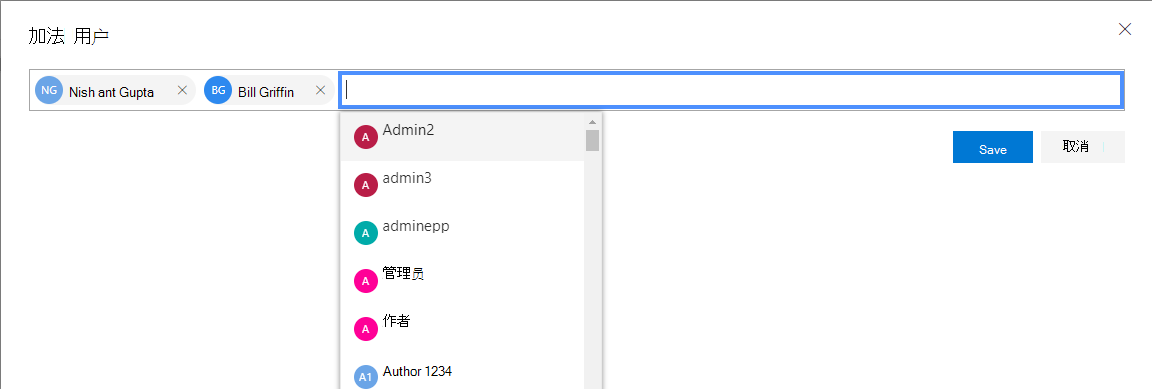 加法 用户
NG Nish ant Gupta BG Bill Griffin
A Admin2
Save 取消
A admin3
A adminepp
A 管理员
A 作者
A1 Author 1234